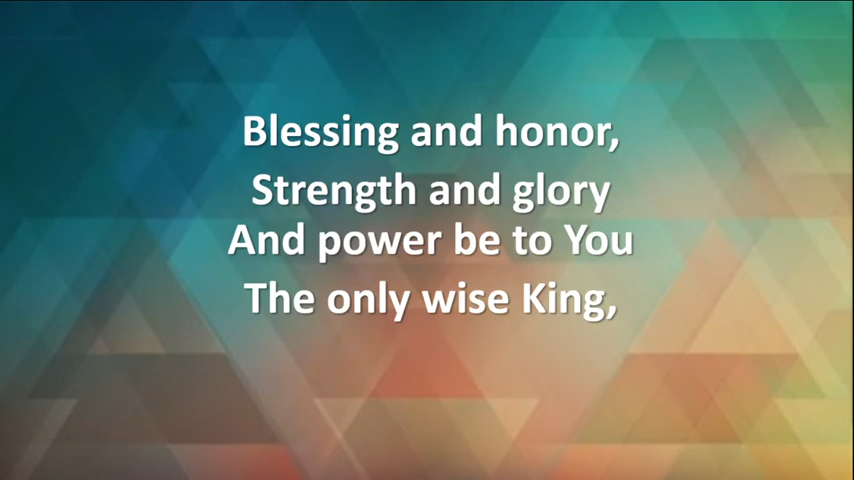 Blessing and honor,
Strength and glory
And power be to You
The only wise King,